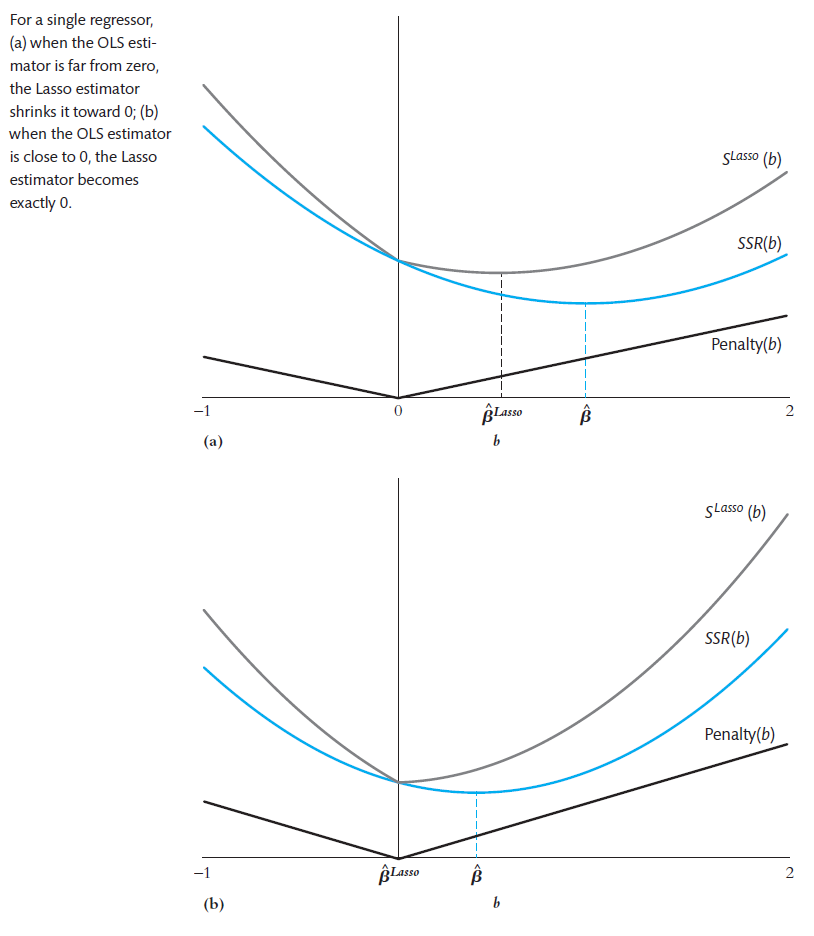 For a single regressor,
(a) when the OLS esti-
mator is far from zero,
the Lasso estimator
shrinks it toward 0; (b)
when the OLS estimator
is close to 0, the Lasso
estimator becomes
exactly 0.
S^Lasso (b)
SSR(b)
Penalty(b)
−1 0 β̂^Lasso β̂ 2
(a) b
S^Lasso (b)
SSR(b)
Penalty(b)
−1 β̂^Lasso β̂ 2
(b) b